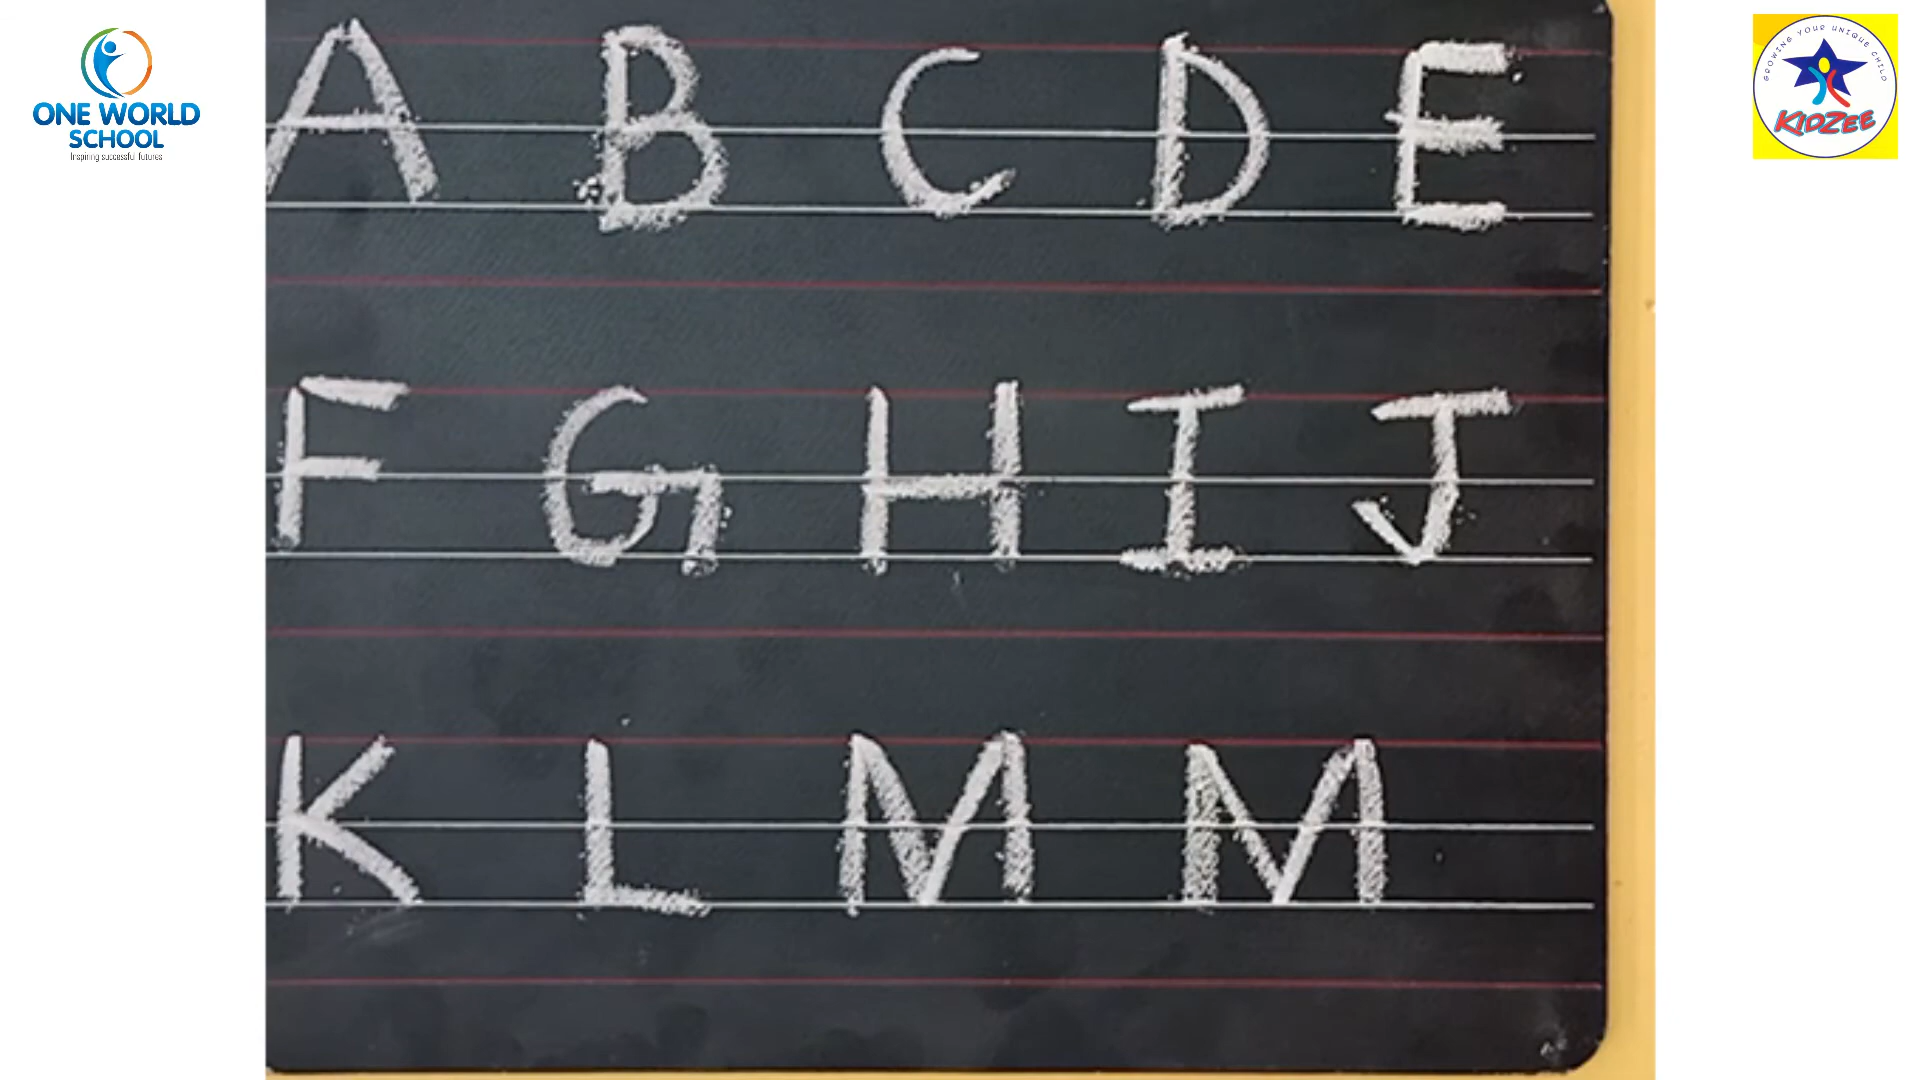 ONE WORLD
SCHOOL
Inspiring successful futures
GROWING YOUR UNIQUE CHILD
KIDZEE
A B C D E
F G H I J
K L M M